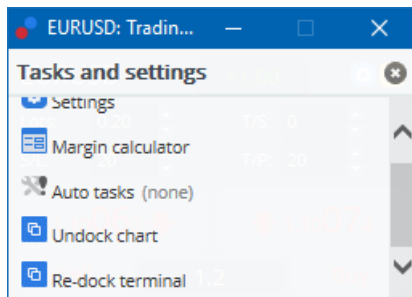 EURUSD: Tradin...
Tasks and settings
Settings
Margin calculator
Auto tasks (none)
Undock chart
Re-dock terminal